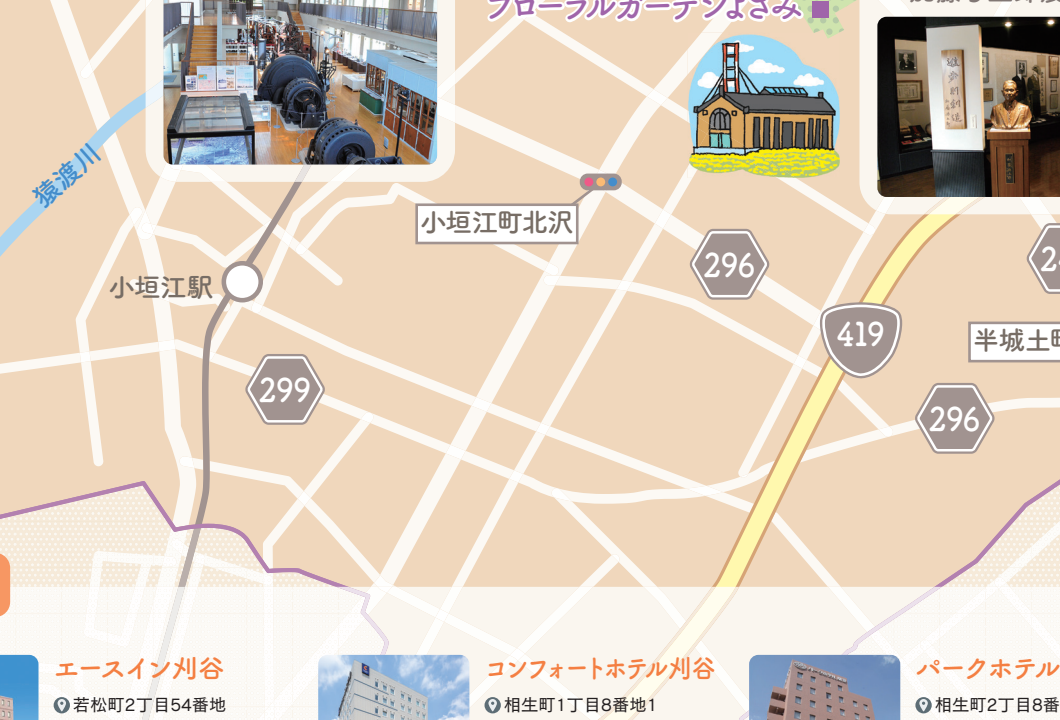 フローラルガーデンよさみ
猿渡川
小垣江町北沢
296
小垣江駅
419
半城土町
299
296
エースイン刈谷
若松町2丁目54番地
コンフォートホテル刈谷
相生町1丁目8番地1
パークホテル
相生町2丁目8番